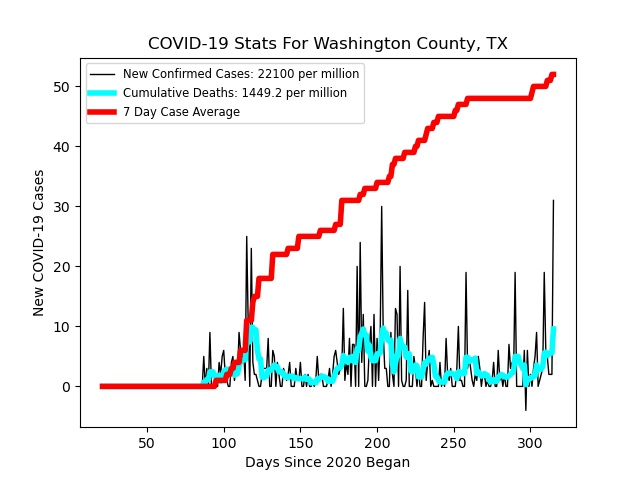 COVID-19 Stats For Washington County, TX
New Confirmed Cases: 22100 per million
Cumulative Deaths: 1449.2 per million
7 Day Case Average
New COVID-19 Cases
50
40
30
20
10
0
50 100 150 200 250 300
Days Since 2020 Began